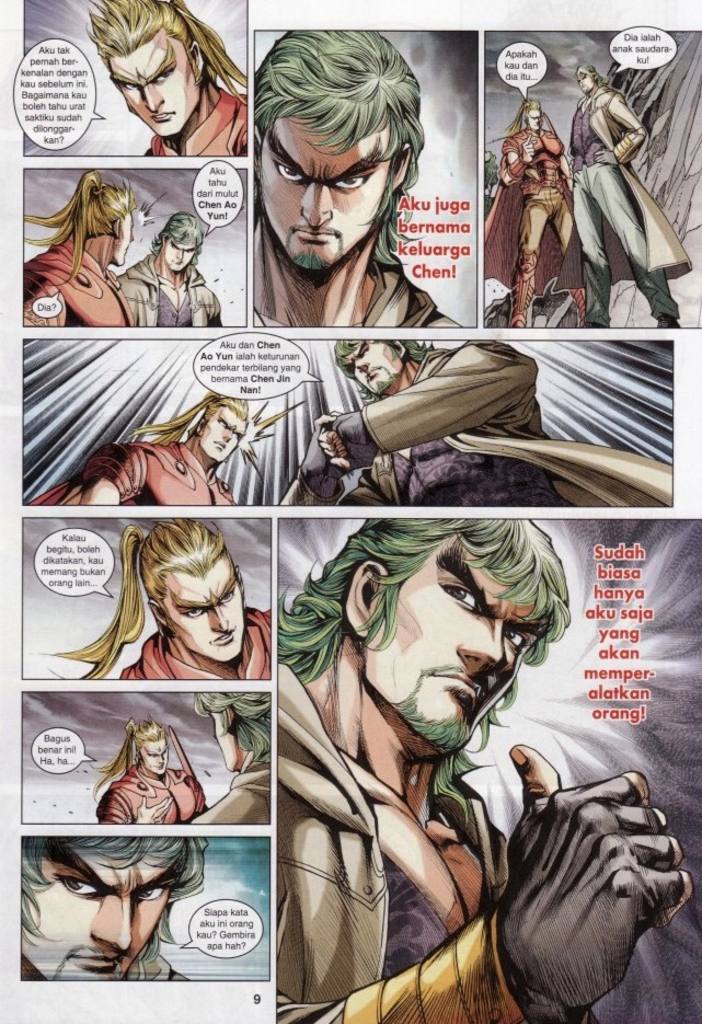 Aku tak
pernah ber-
kenalan dengan
kau sebelum ini.
Bagaimana kau
boleh tahu urat
saktiku sudah
dilonggar-
kan?
Aku
tahu
dari mulut
Chen Ao
Yun!
Dia?
Aku juga
bernama
keluarga
Chen!
Apakah
kau dan
dia itu...
Dia ialah
anak saudara-
ku!
Aku dan Chen
Ao Yun ialah keturunan
pendekar terbilang yang
bernama Chen Jin
Nan!
Kalau
begitu, boleh
dikatakan, kau
memang bukan
orang lain...
Bagus
benar ini!
Ha, ha...
Siapa kata
aku ini orang
kau? Gembira
apa hah?
Sudah
biasa
hanya
aku saja
yang
akan
memper-
alatkan
orang!
9